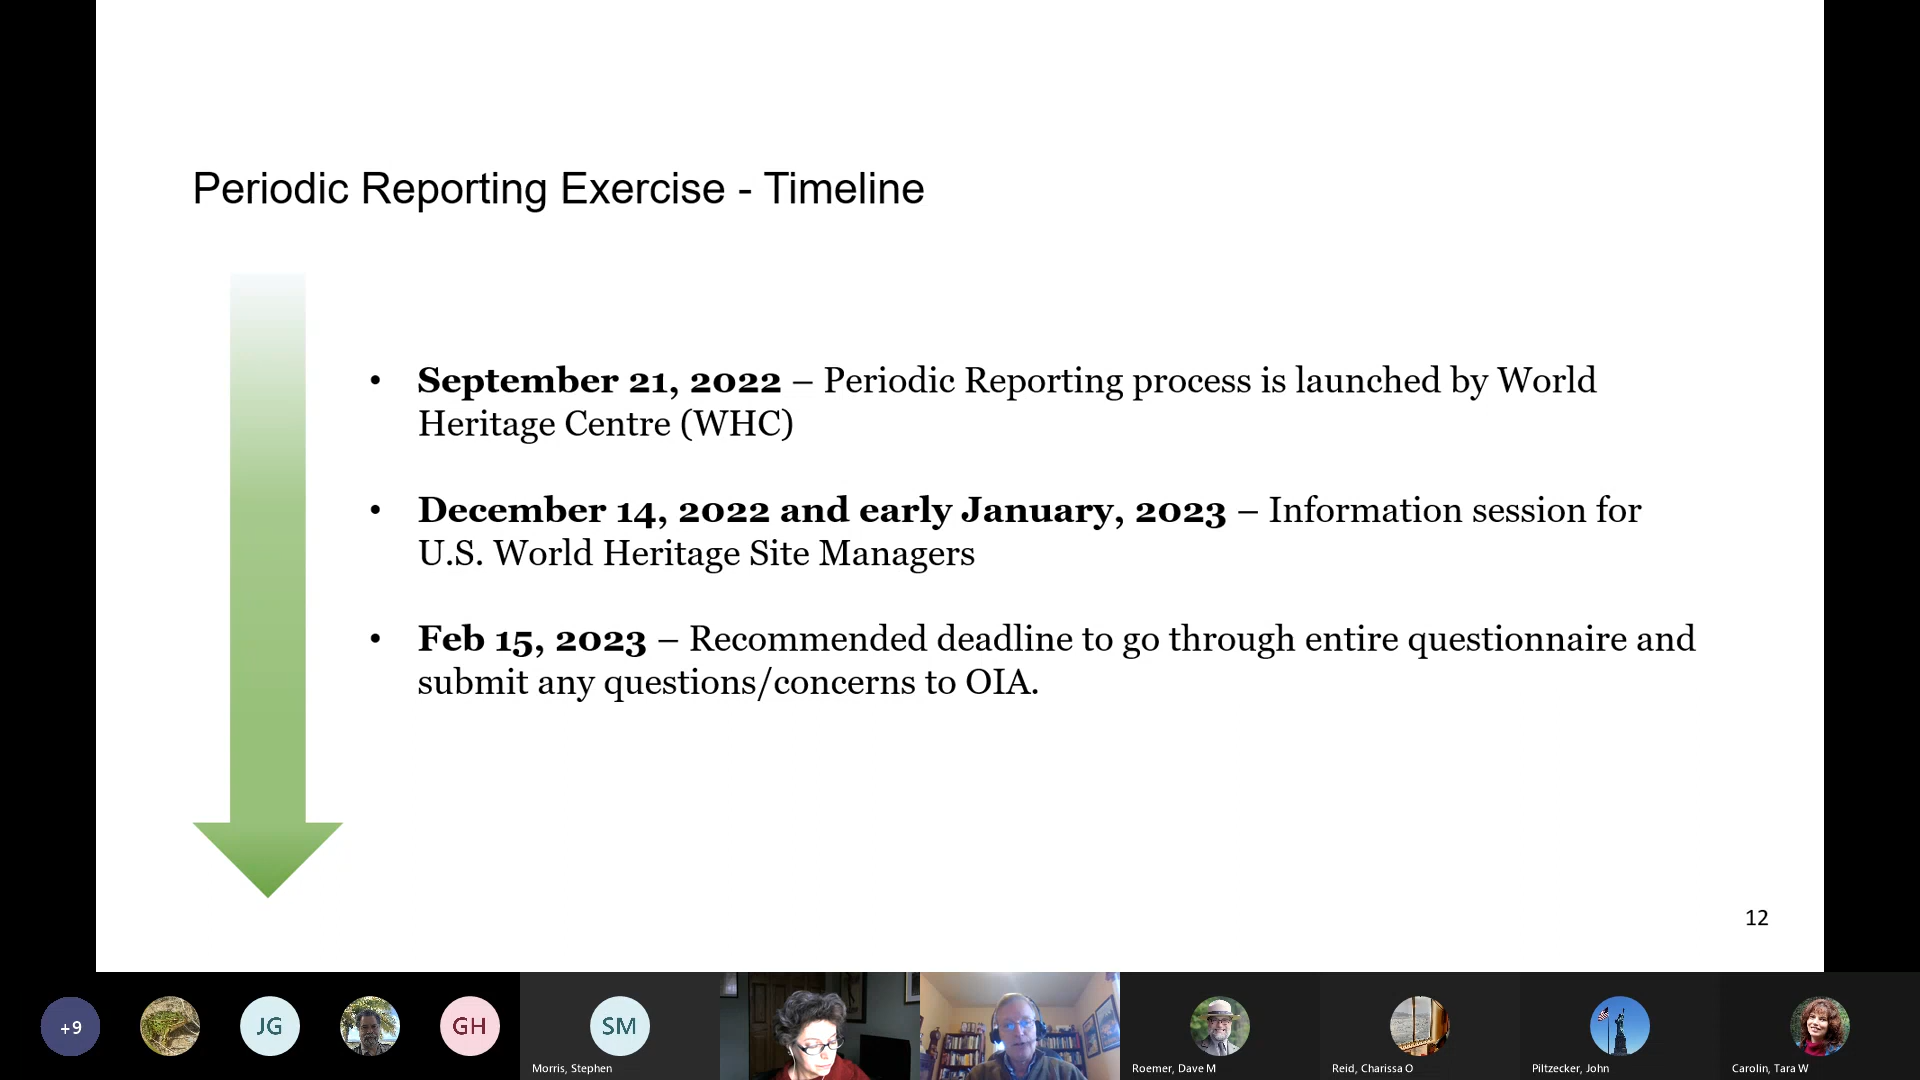 Periodic Reporting Exercise - Timeline
• September 21, 2022 – Periodic Reporting process is launched by World
Heritage Centre (WHC)
• December 14, 2022 and early January, 2023 – Information session for
U.S. World Heritage Site Managers
• Feb 15, 2023 – Recommended deadline to go through entire questionnaire and
submit any questions/concerns to OIA.
12
+9
JG
GH
SM
Morris, Stephen
Roemer, Dave M
Reid, Charissa O
Piltzecker, John
Carolin, Tara W